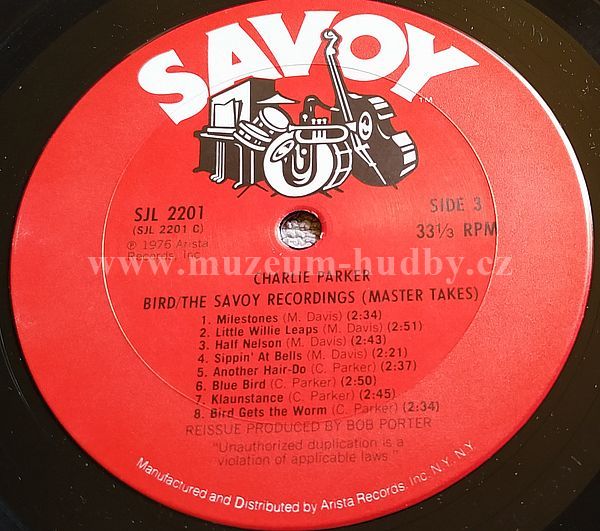 SAVOY
TM
SJL 2201
(SJL 2201 C)
℗ 1976 Arista
Records, Inc.
SIDE 3
33 1/3 RPM
www.muzeum-hudby.cz
CHARLIE PARKER
BIRD/THE SAVOY RECORDINGS (MASTER TAKES)
1. Milestones (M. Davis) (2:34)
2. Little Willie Leaps (M. Davis) (2:51)
3. Half Nelson (M. Davis) (2:43)
4. Sippin' At Bells (M. Davis) (2:21)
5. Another Hair-Do (C. Parker) (2:37)
6. Blue Bird (C. Parker) (2:50)
7. Klaunstance (C. Parker) (2:45)
8. Bird Gets the Worm (C. Parker) (2:34)
REISSUE PRODUCED BY BOB PORTER
"Unauthorized duplication is a
violation of applicable laws."
Manufactured and Distributed by Arista Records, Inc. N.Y. N.Y.